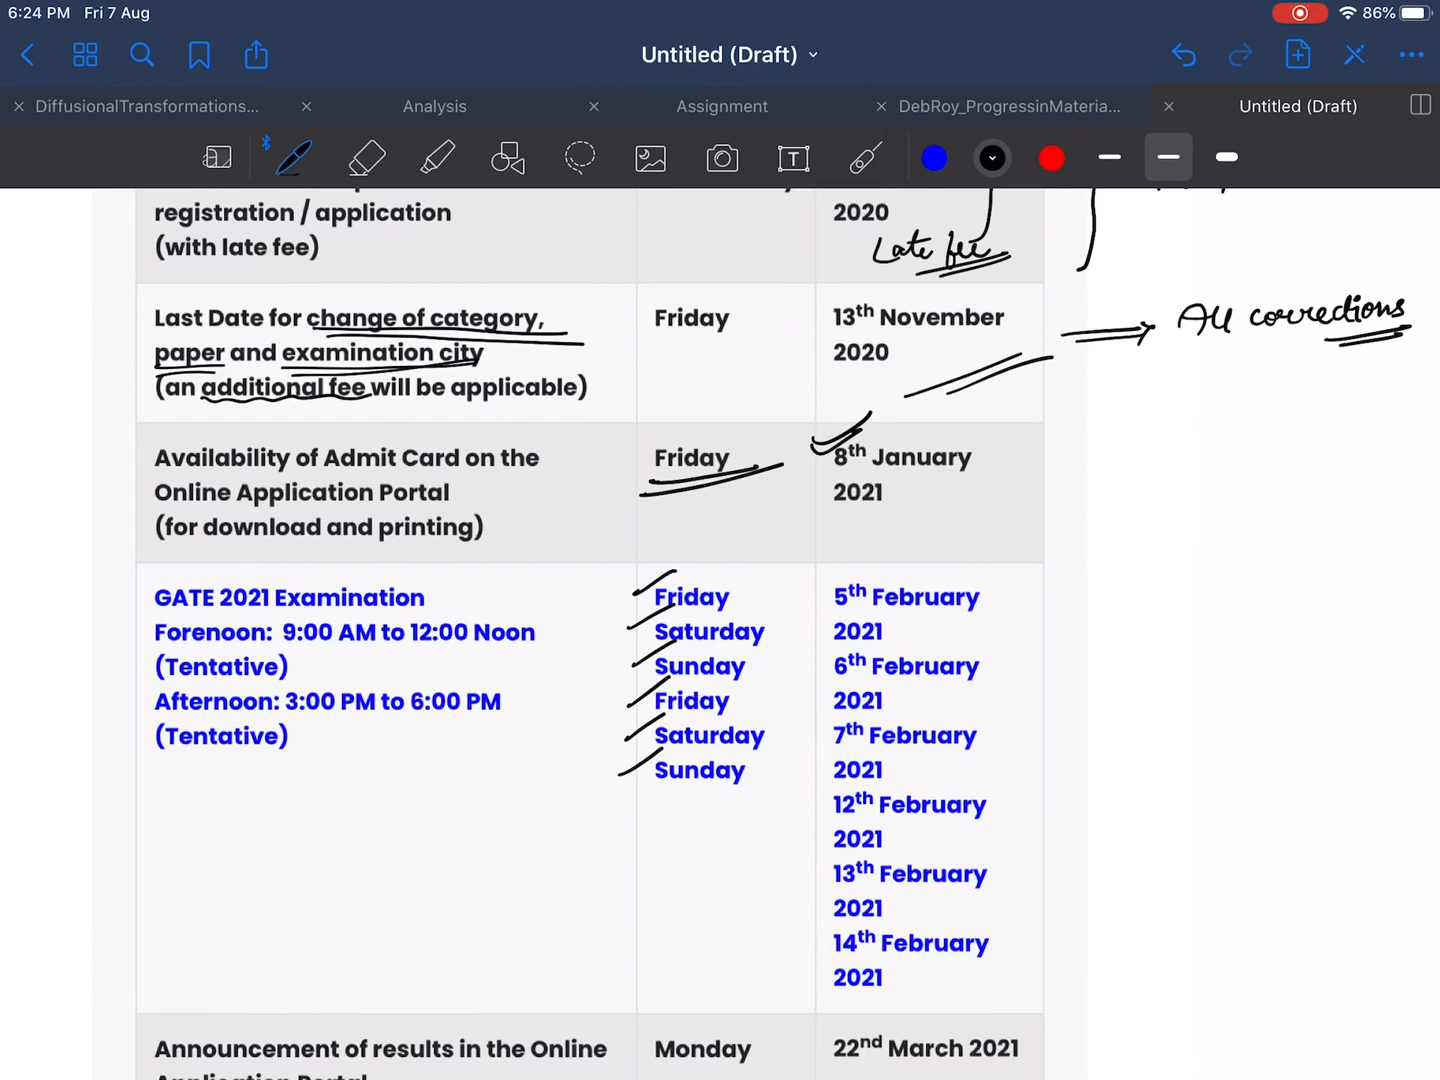 6:24 PM Fri 7 Aug
86%
Untitled (Draft)
DiffusionalTransformations...
Analysis
Assignment
DebRoy_ProgressinMateria...
Untitled (Draft)
T
registration / application
(with late fee)
2020
Late fee
Last Date for change of category,
paper and examination city
(an additional fee will be applicable)
Friday
13th November
2020
All corrections
Availability of Admit Card on the
Online Application Portal
(for download and printing)
Friday
8th January
2021
GATE 2021 Examination
Forenoon: 9:00 AM to 12:00 Noon
(Tentative)
Afternoon: 3:00 PM to 6:00 PM
(Tentative)
Friday
Saturday
Sunday
Friday
Saturday
Sunday
5th February
2021
6th February
2021
7th February
2021
12th February
2021
13th February
2021
14th February
2021
Announcement of results in the Online
Monday
22nd March 2021